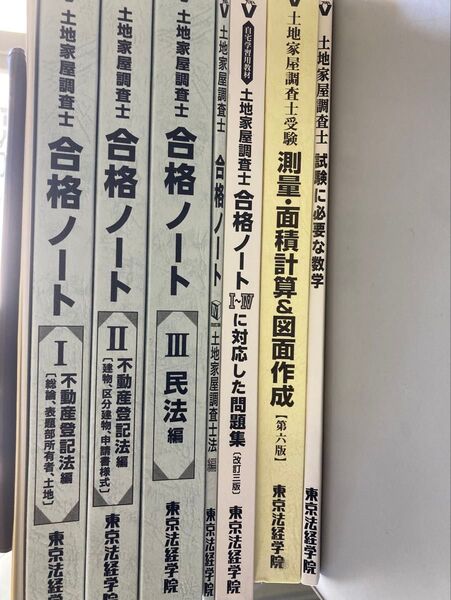 土地家屋調査士
合格ノート
I
不動産登記法編
〔総論、表題部所有者、土地〕
東京法経学院
土地家屋調査士
合格ノート
II
不動産登記法編
〔建物、区分建物、申請書様式〕
東京法経学院
土地家屋調査士
合格ノート
III
民法編
東京法経学院
土地家屋調査士
合格ノート
IV
土地家屋調査士法編
東京法経学院
自宅学習用教材
土地家屋調査士
合格ノートI~IVに対応した問題集
〔改訂三版〕
東京法経学院
土地家屋調査士受験
測量・面積計算&図面作成
〔第六版〕
東京法経学院
土地家屋調査士
試験に必要な数学
東京法経学院